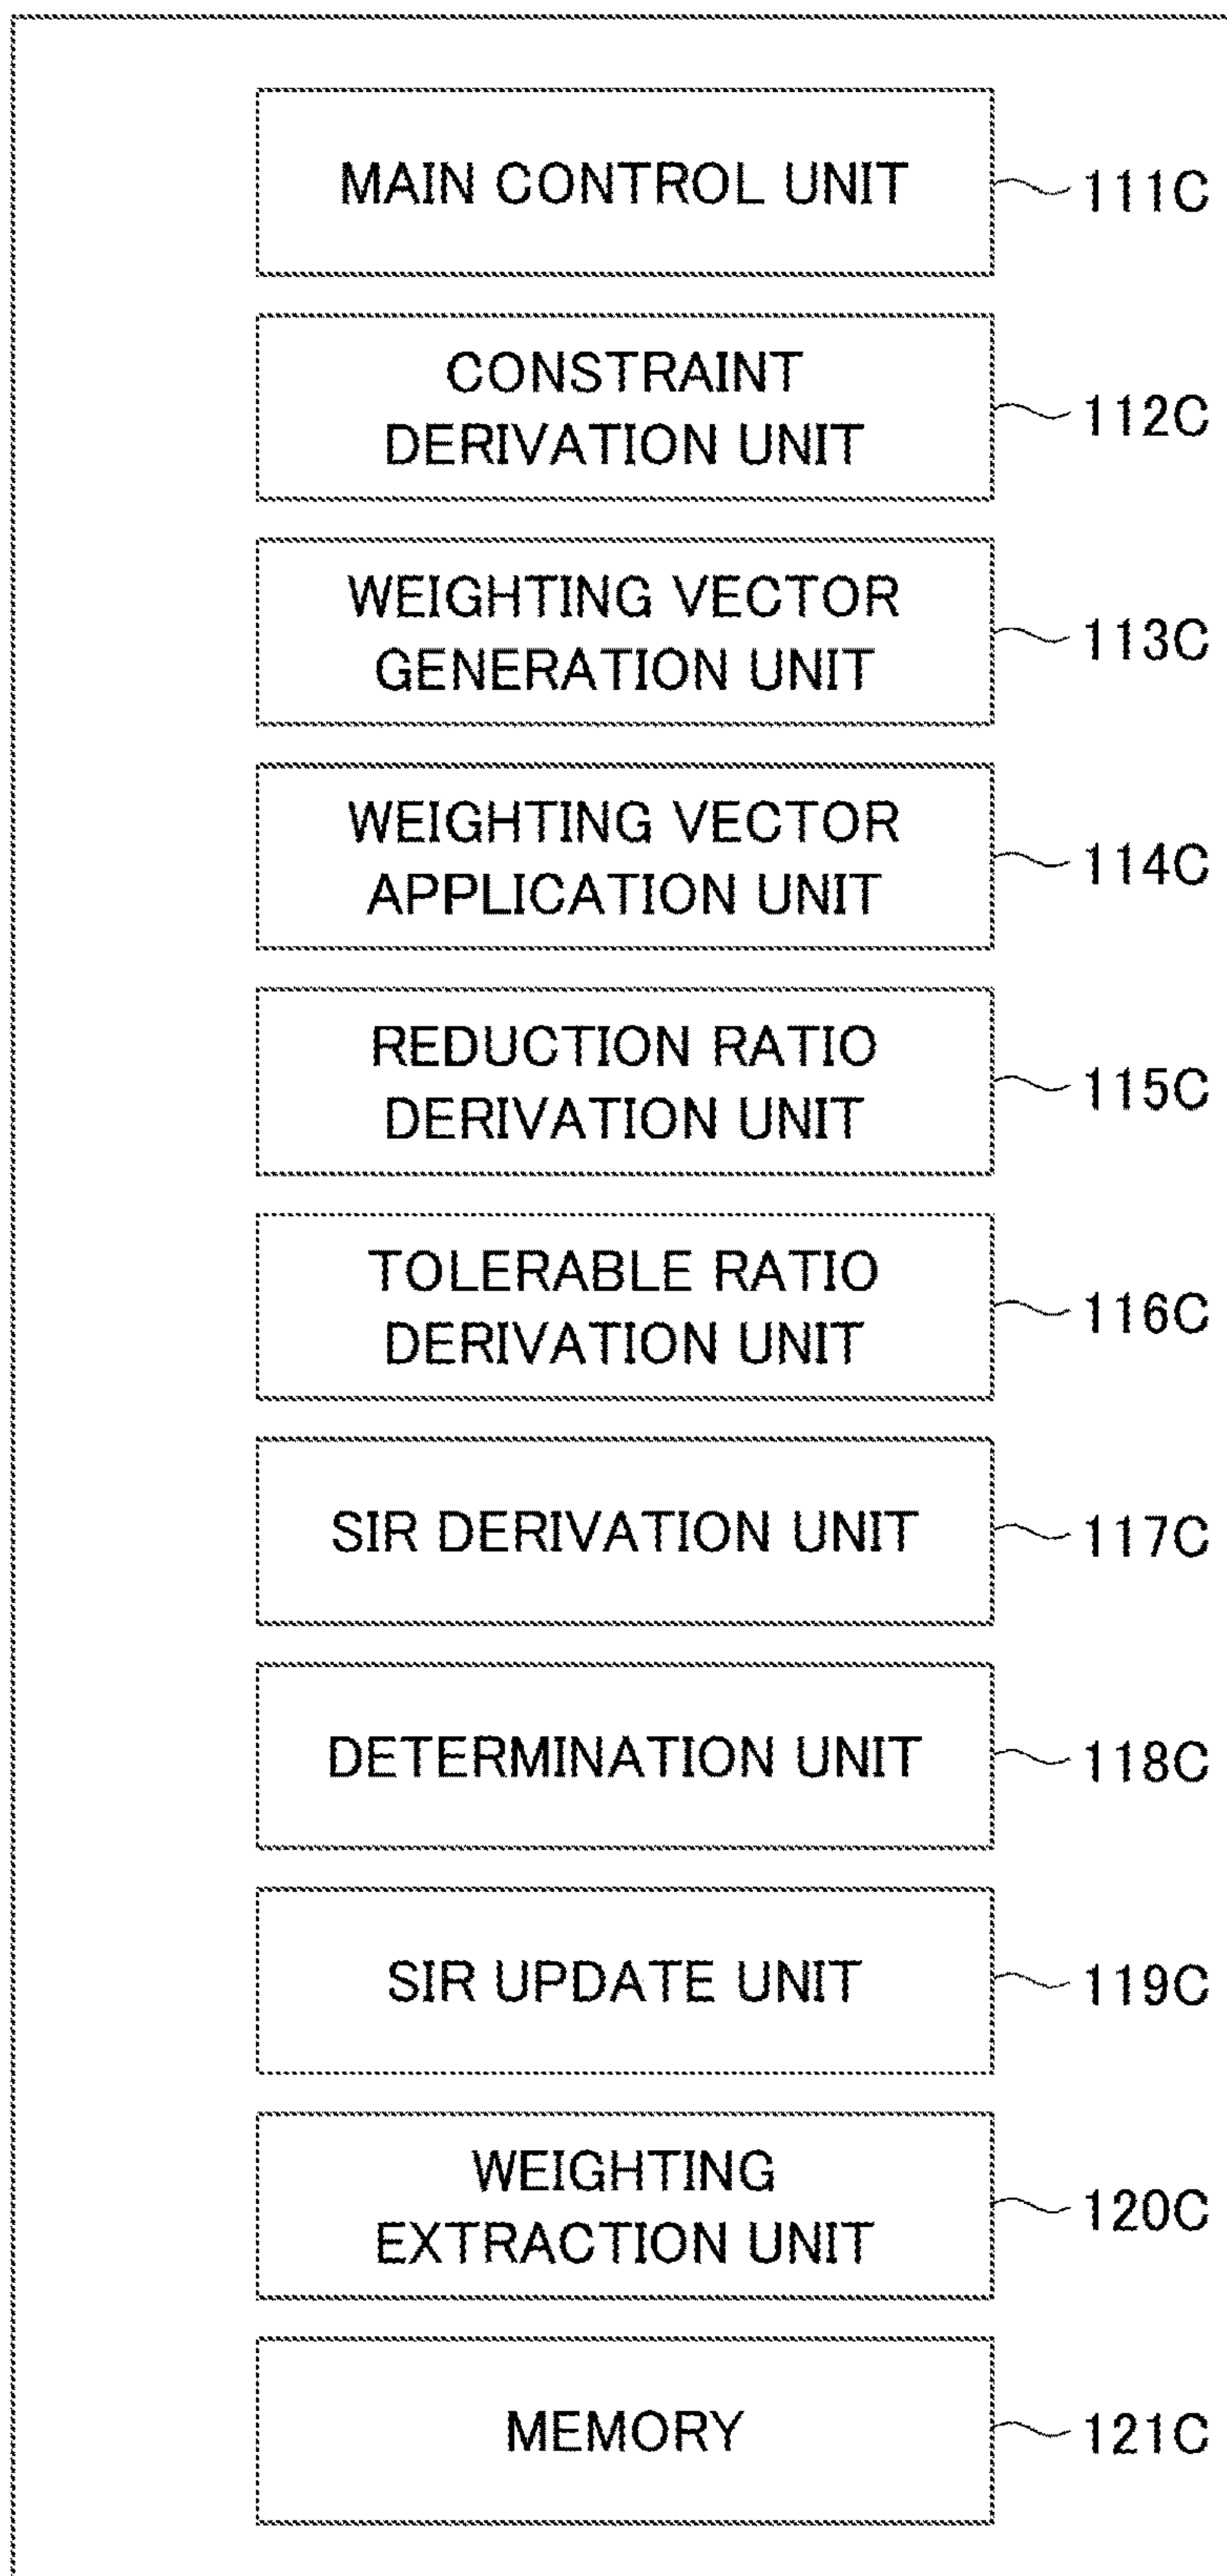 MAIN CONTROL UNIT
111C
CONSTRAINT
DERIVATION UNIT
112C
WEIGHTING VECTOR
GENERATION UNIT
113C
WEIGHTING VECTOR
APPLICATION UNIT
114C
REDUCTION RATIO
DERIVATION UNIT
115C
TOLERABLE RATIO
DERIVATION UNIT
116C
SIR DERIVATION UNIT
117C
DETERMINATION UNIT
118C
SIR UPDATE UNIT
119C
WEIGHTING
EXTRACTION UNIT
120C
MEMORY
121C